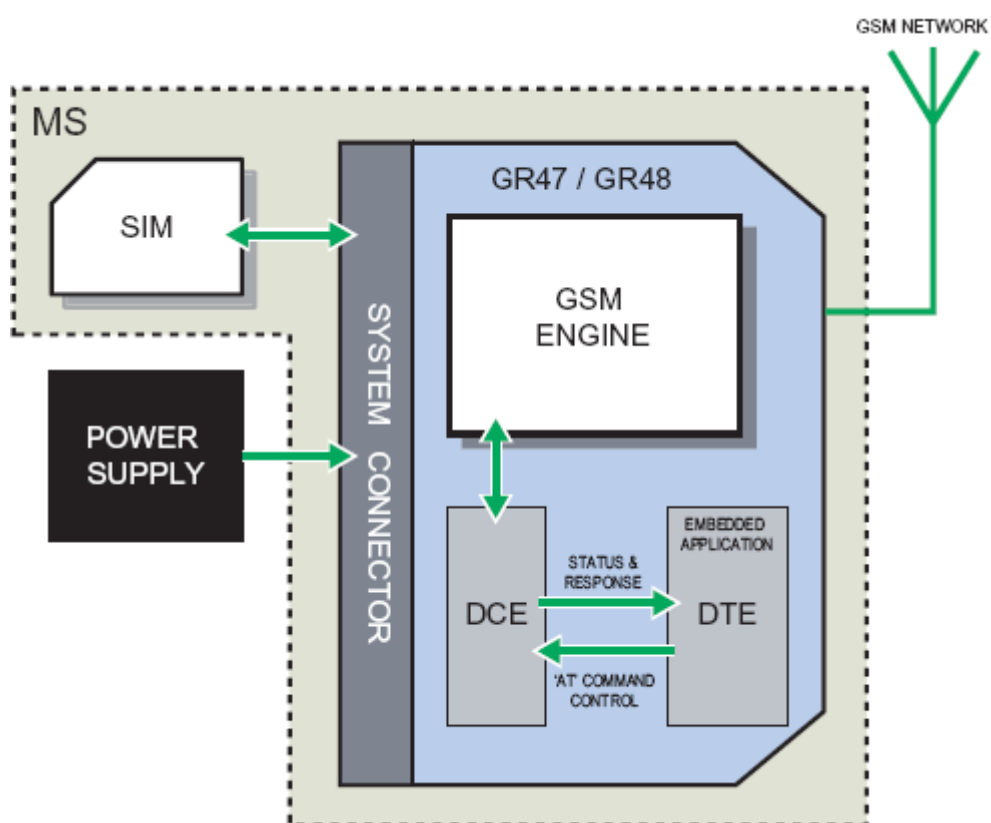 GSM NETWORK
MS
SIM
GR47 / GR48
GSM
ENGINE
SYSTEM CONNECTOR
POWER
SUPPLY
EMBEDDED
APPLICATION
STATUS &
RESPONSE
DCE
DTE
'AT' COMMAND
CONTROL